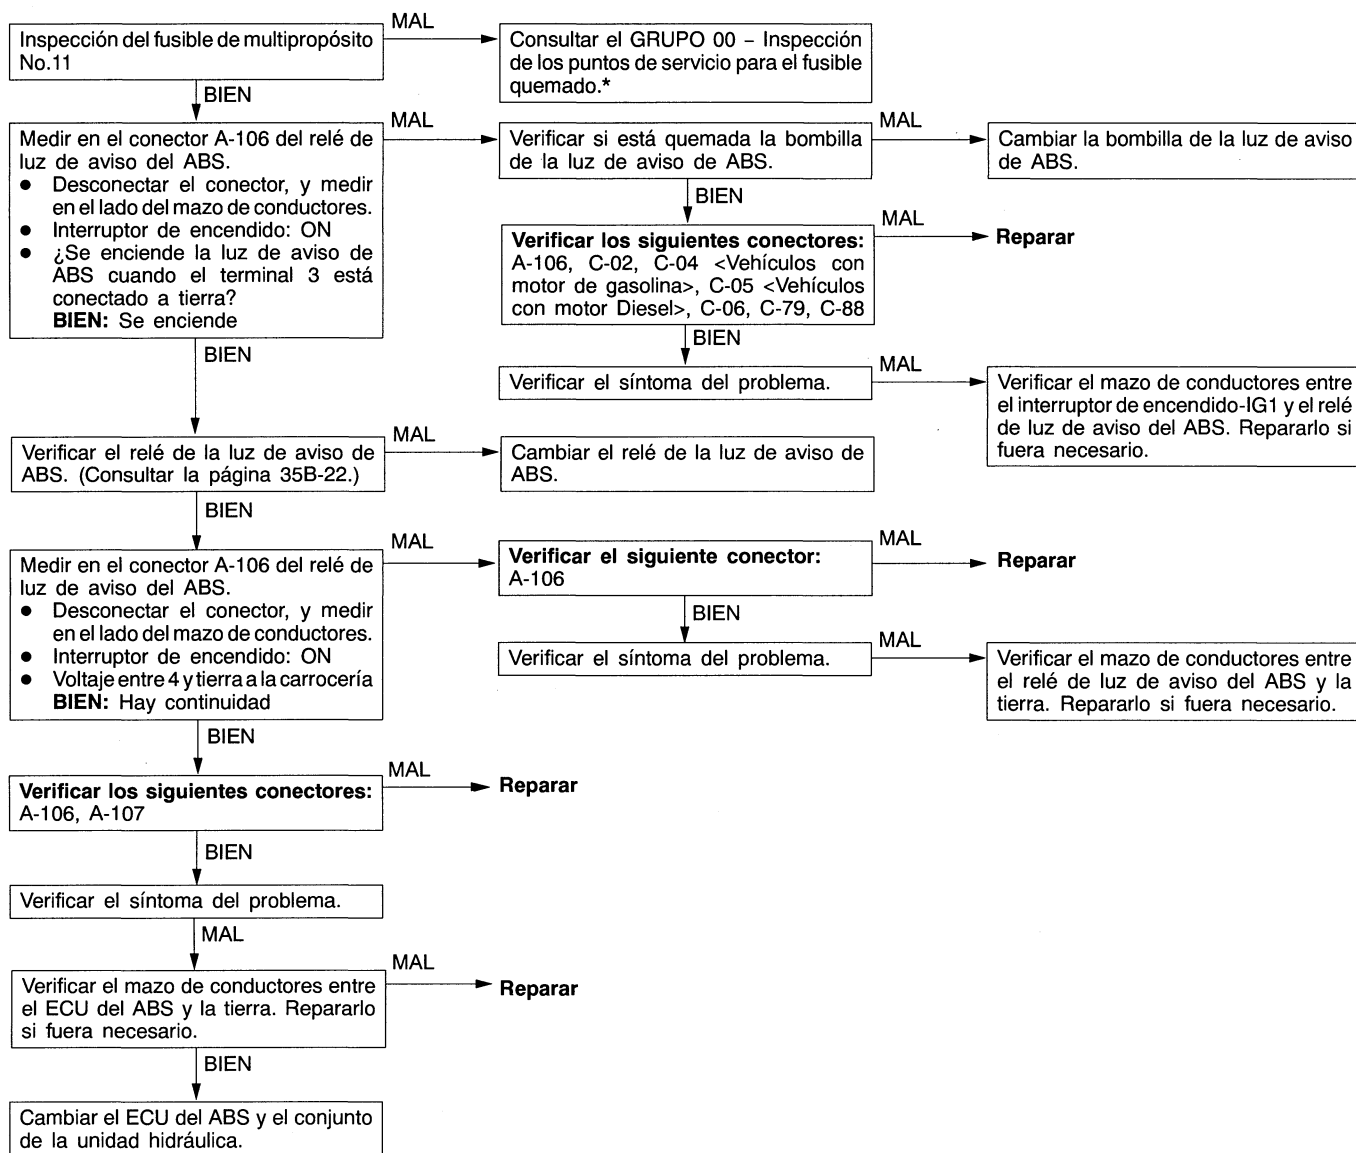 Inspección del fusible de multipropósito
No.11
MAL
Consultar el GRUPO 00 – Inspección
de los puntos de servicio para el fusible
quemado.*
BIEN
Medir en el conector A-106 del relé de
luz de aviso del ABS.
● Desconectar el conector, y medir
en el lado del mazo de conductores.
● Interruptor de encendido: ON
● ¿Se enciende la luz de aviso de
ABS cuando el terminal 3 está
conectado a tierra?
BIEN: Se enciende
MAL
Verificar si está quemada la bombilla
de la luz de aviso de ABS.
MAL
Cambiar la bombilla de la luz de aviso
de ABS.
BIEN
Verificar los siguientes conectores:
A-106, C-02, C-04 <Vehículos con
motor de gasolina>, C-05 <Vehículos
con motor Diesel>, C-06, C-79, C-88
MAL
Reparar
BIEN
Verificar el síntoma del problema.
MAL
Verificar el mazo de conductores entre
el interruptor de encendido-IG1 y el relé
de luz de aviso del ABS. Repararlo si
fuera necesario.
BIEN
Verificar el relé de la luz de aviso de
ABS. (Consultar la página 35B-22.)
MAL
Cambiar el relé de la luz de aviso de
ABS.
BIEN
Medir en el conector A-106 del relé de
luz de aviso del ABS.
● Desconectar el conector, y medir
en el lado del mazo de conductores.
● Interruptor de encendido: ON
● Voltaje entre 4 y tierra a la carrocería
BIEN: Hay continuidad
MAL
Verificar el siguiente conector:
A-106
MAL
Reparar
BIEN
Verificar el síntoma del problema.
MAL
Verificar el mazo de conductores entre
el relé de luz de aviso del ABS y la
tierra. Repararlo si fuera necesario.
BIEN
Verificar los siguientes conectores:
A-106, A-107
MAL
Reparar
BIEN
Verificar el síntoma del problema.
MAL
Verificar el mazo de conductores entre
el ECU del ABS y la tierra. Repararlo
si fuera necesario.
MAL
Reparar
BIEN
Cambiar el ECU del ABS y el conjunto
de la unidad hidráulica.